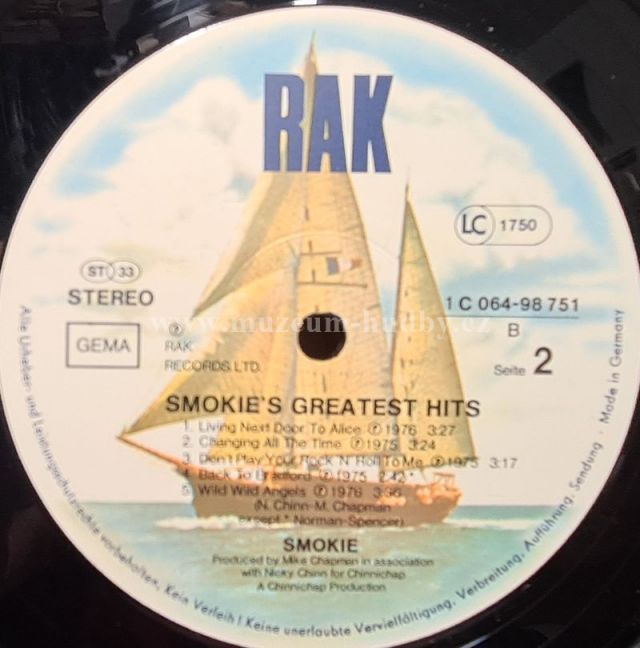 RAK
LC 1750
ST 33
STEREO
1 C 064-98 751
B
GEMA
℗
RAK
RECORDS LTD.
Seite 2
www.muzeum-hudby.cz
SMOKIE'S GREATEST HITS
1. Living Next Door To Alice ℗ 1976 3:27
2. Changing All The Time ℗ 1975 3:24
3. Don't Play Your Rock 'N' Roll To Me ℗ 1975 3:17
4. Back To Bradford ℗ 1975 2:42*
5. Wild Wild Angels ℗ 1976 3:36
(N. Chinn-M. Chapman
except * Norman-Spencer)
SMOKIE
Produced by Mike Chapman in association
with Nicky Chinn for Chinnichap
A Chinnichap Production
Alle Urheber- und Leistungsschutzrechte vorbehalten. Kein Verleih! Keine unerlaubte Vervielfältigung, Verbreitung, Aufführung, Sendung · Made in Germany